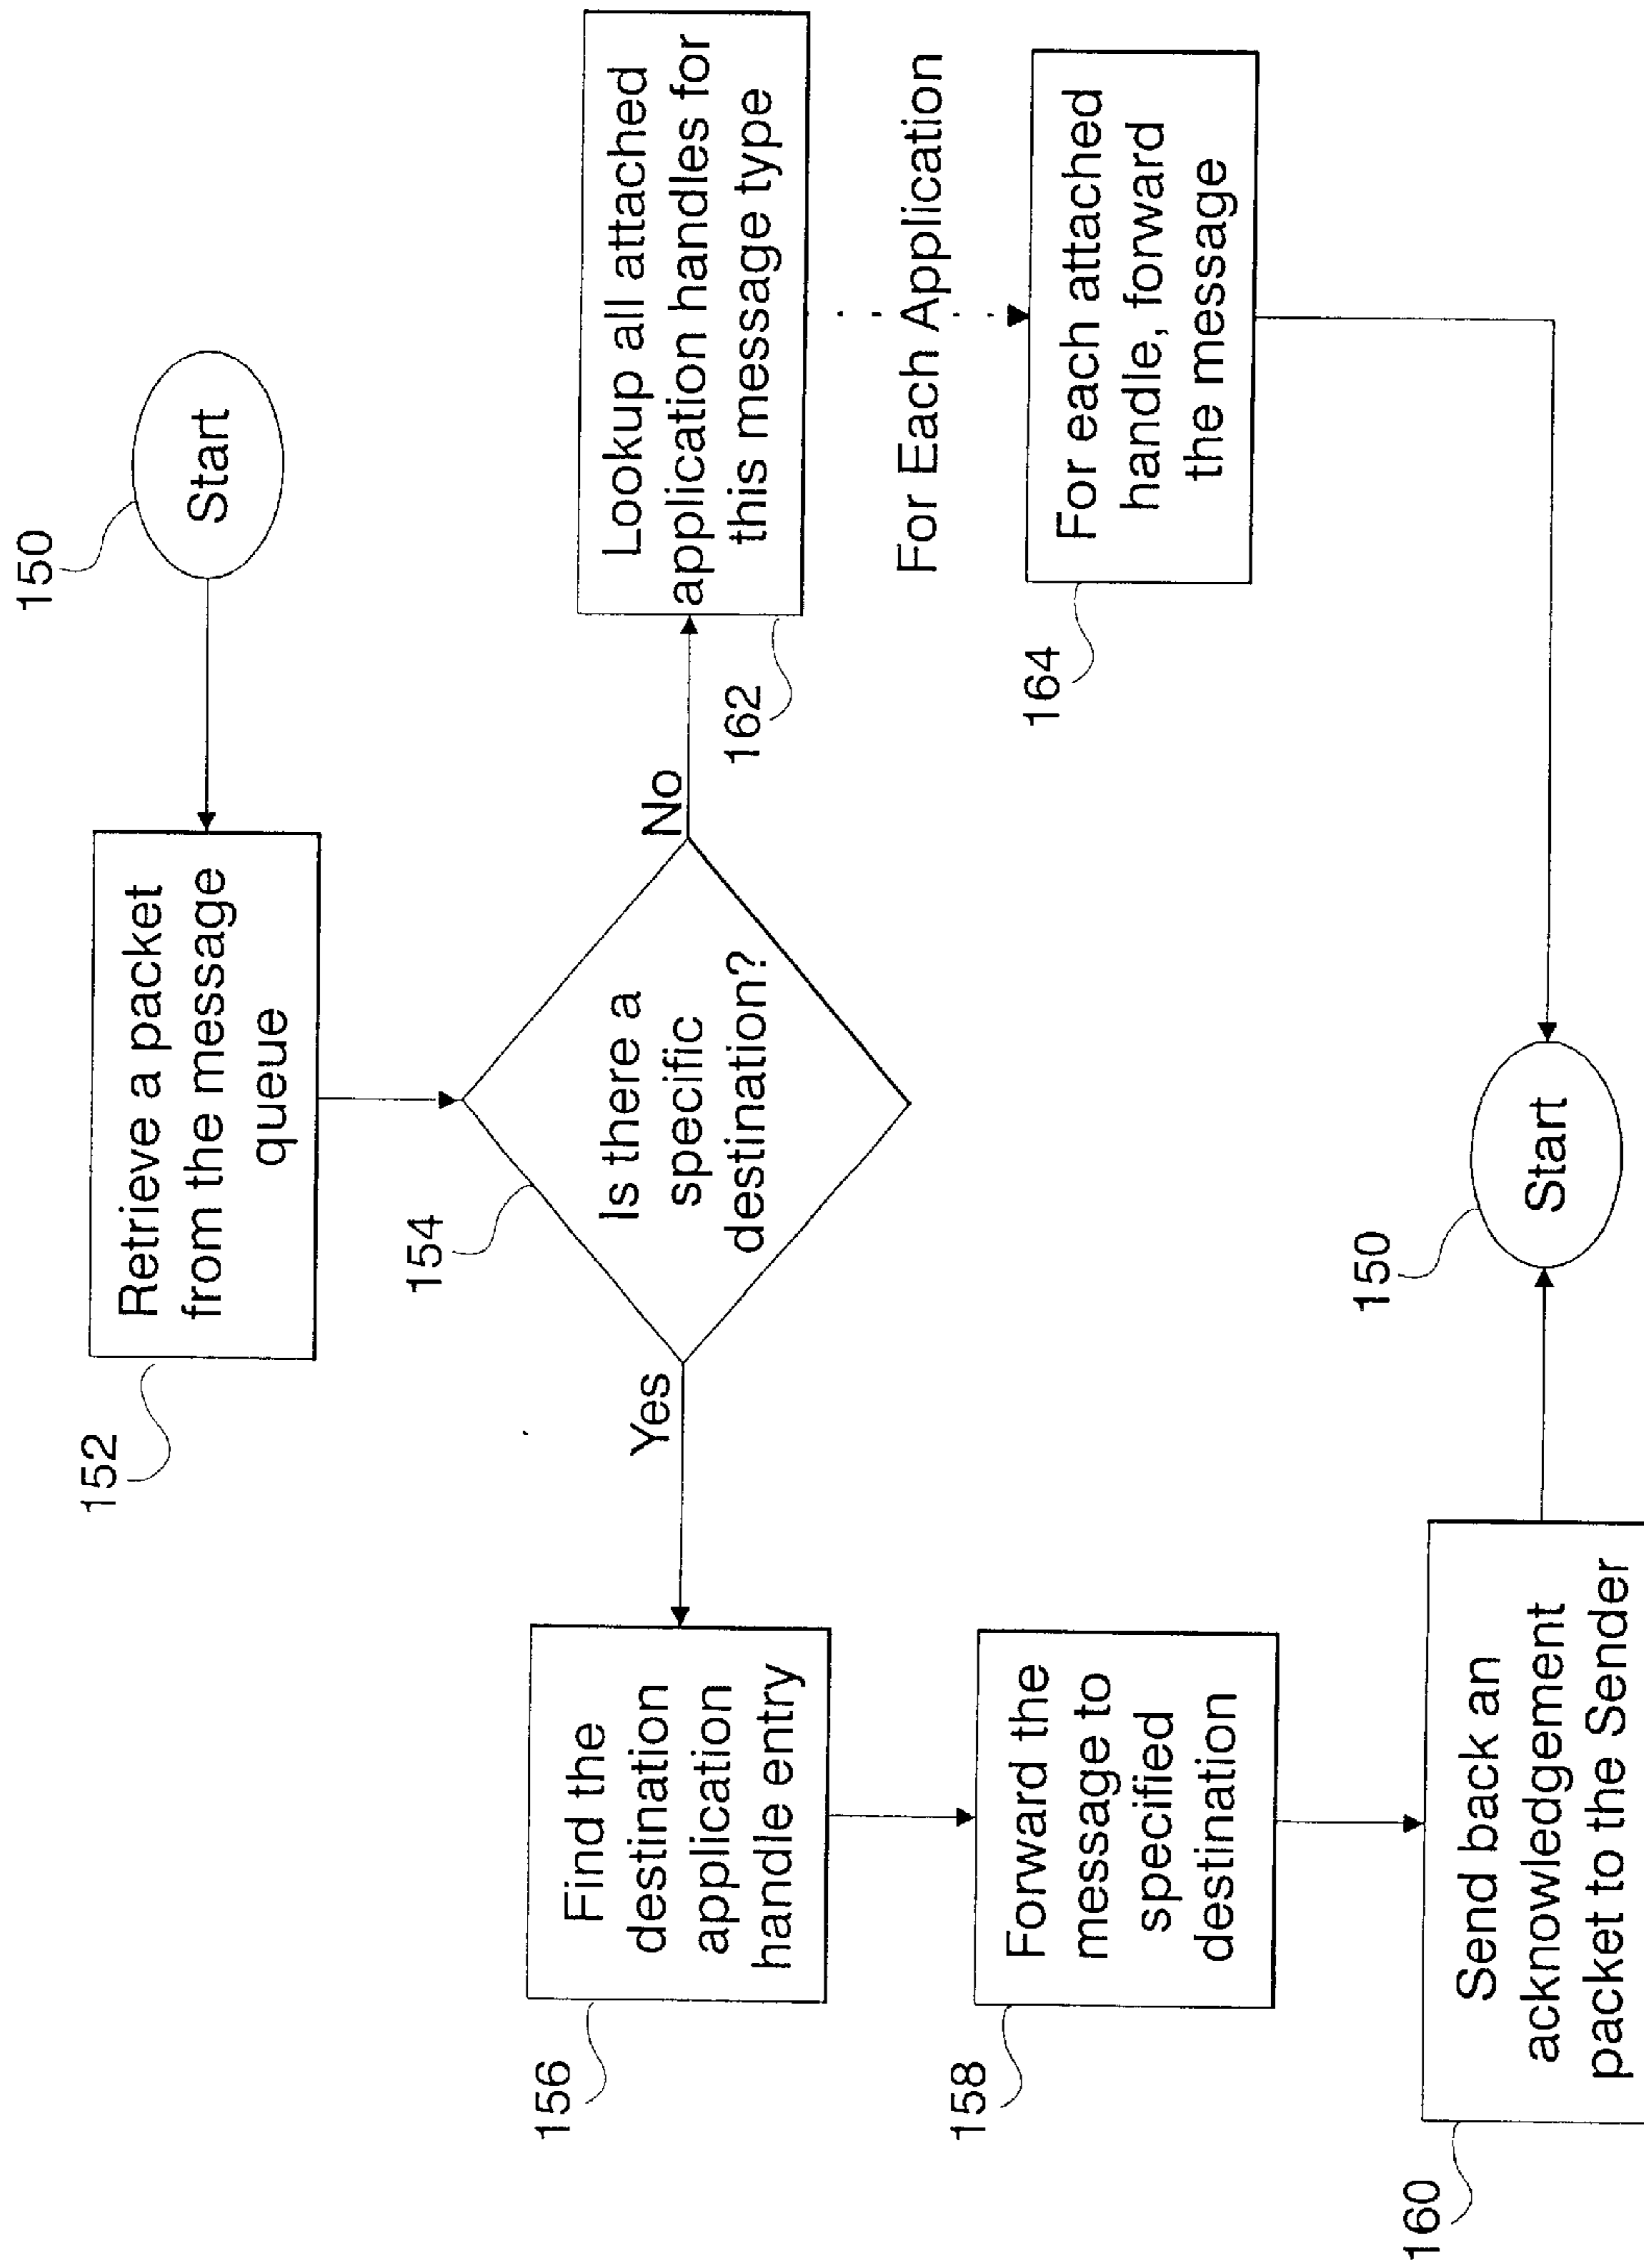 150
Start
152
Retrieve a packet
from the message
queue
154
Is there a
specific
destination?
Yes
No
156
Find the
destination
application
handle entry
162
Lookup all attached
application handles for
this message type
For Each Application
158
Forward the
message to
specified
destination
164
For each attached
handle, forward
the message
160
Send back an
acknowledgement
packet to the Sender
150
Start